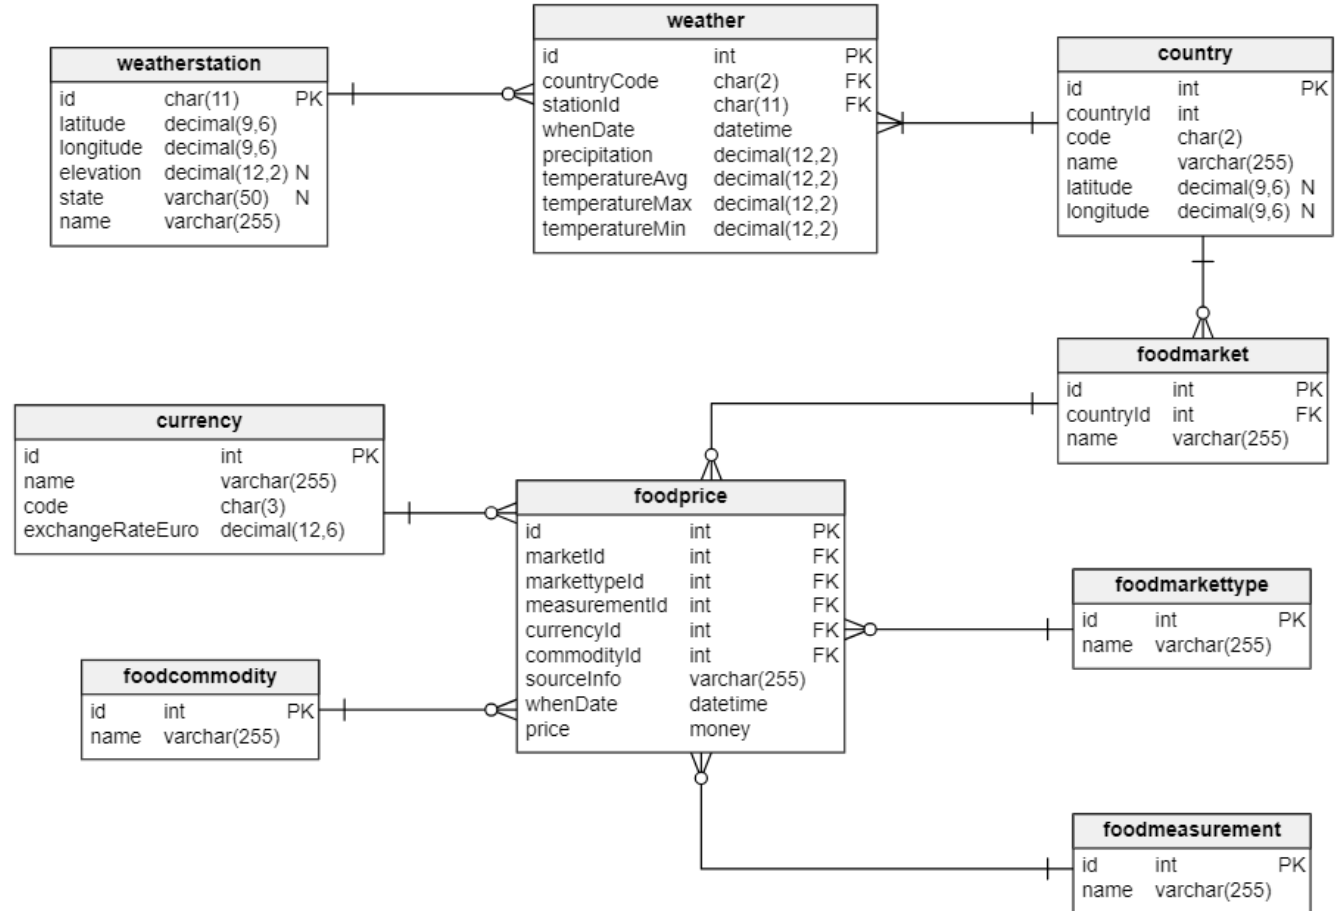 weatherstation
id char(11) PK
latitude decimal(9,6)
longitude decimal(9,6)
elevation decimal(12,2) N
state varchar(50) N
name varchar(255)
weather
id int PK
countryCode char(2) FK
stationId char(11) FK
whenDate datetime
precipitation decimal(12,2)
temperatureAvg decimal(12,2)
temperatureMax decimal(12,2)
temperatureMin decimal(12,2)
country
id int PK
countryId int
code char(2)
name varchar(255)
latitude decimal(9,6) N
longitude decimal(9,6) N
foodmarket
id int PK
countryId int FK
name varchar(255)
currency
id int PK
name varchar(255)
code char(3)
exchangeRateEuro decimal(12,6)
foodprice
id int PK
marketId int FK
markettypeId int FK
measurementId int FK
currencyId int FK
commodityId int FK
sourceInfo varchar(255)
whenDate datetime
price money
foodmarkettype
id int PK
name varchar(255)
foodcommodity
id int PK
name varchar(255)
foodmeasurement
id int PK
name varchar(255)